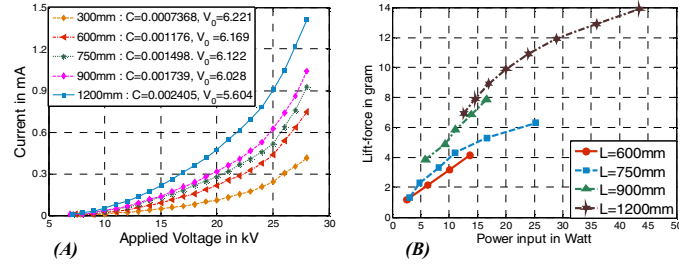 1.5
1.2
0.9
0.6
0.3
0
5
10
15
20
25
30
Current in mA
Applied Voltage in kV
300mm : C=0.0007368, V0=6.221
600mm : C=0.001176, V0=6.169
750mm : C=0.001498, V0=6.122
900mm : C=0.001739, V0=6.028
1200mm : C=0.002405, V0=5.604
(A)
14
12
10
8
6
4
2
0
0
5
10
15
20
25
30
35
40
45
Lift-force in gram
Power input in Watt
L=600mm
L=750mm
L=900mm
L=1200mm
(B)